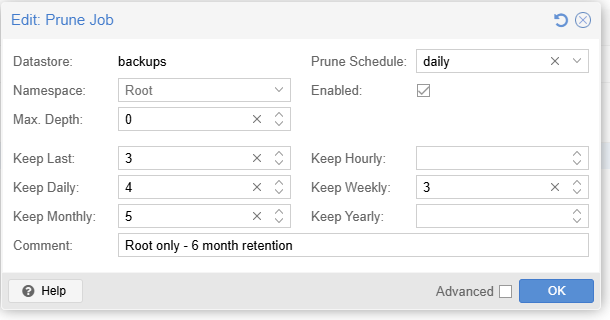 Edit: Prune Job
Datastore: backups Prune Schedule: daily
Namespace: Root Enabled:
Max. Depth: 0
Keep Last: 3 Keep Hourly:
Keep Daily: 4 Keep Weekly: 3
Keep Monthly: 5 Keep Yearly:
Comment: Root only - 6 month retention
? Help Advanced OK